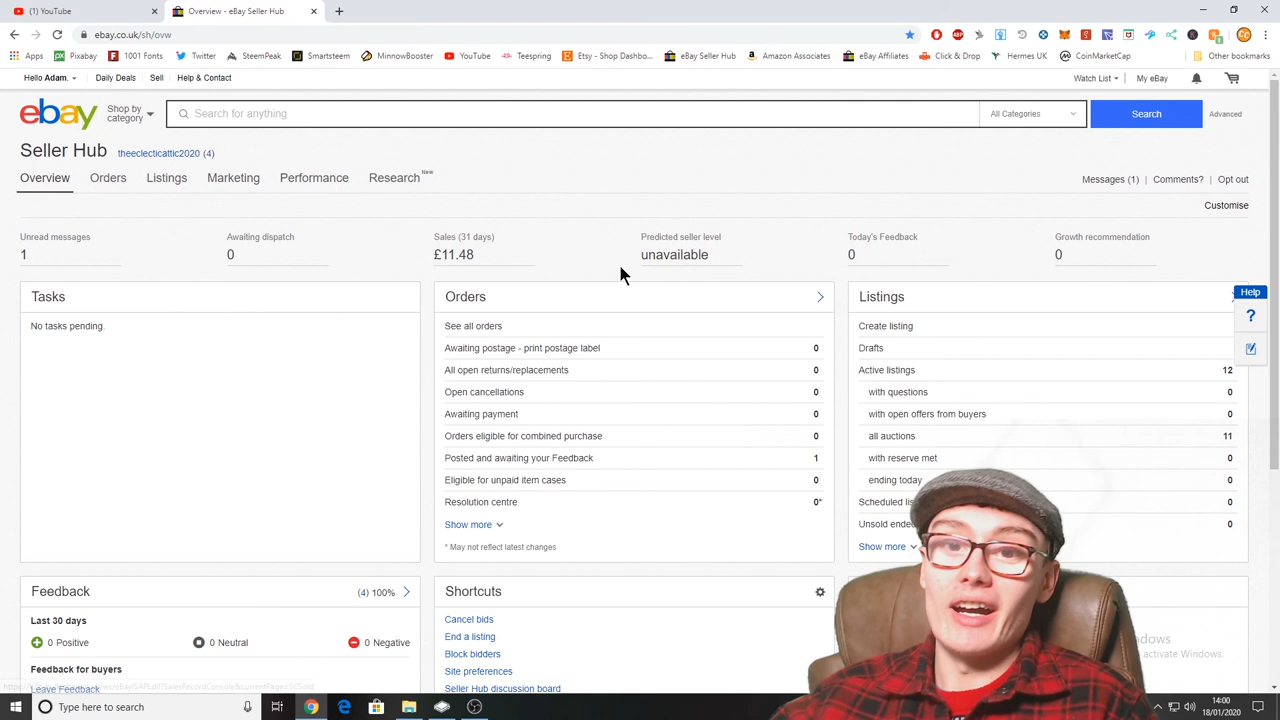 (1) YouTube
Overview - eBay Seller Hub
ebay.co.uk/sh/ovw
Apps Pixabay 1001 Fonts Twitter SteemPeak Smartsteem MinnowBooster YouTube Teespring Etsy - Shop Dashbo... eBay Seller Hub Amazon Associates eBay Affiliates Click & Drop Hermes UK CoinMarketCap Other bookmarks
Hello Adam. Daily Deals Sell Help & Contact Watch List My eBay
ebay Shop by category Search for anything All Categories Search Advanced
Seller Hub theeclecticattic2020 (4)
Overview Orders Listings Marketing Performance Research New Messages (1) Comments? Opt out
Customise
Unread messages Awaiting dispatch Sales (31 days) Predicted seller level Today's Feedback Growth recommendation
1 0 £11.48 unavailable 0 0
Help
?
Tasks
No tasks pending.
Orders
See all orders
Awaiting postage - print postage label 0
All open returns/replacements 0
Open cancellations 0
Awaiting payment 0
Orders eligible for combined purchase 0
Posted and awaiting your Feedback 1
Eligible for unpaid item cases 0
Resolution centre 0*
Show more
* May not reflect latest changes
Listings
Create listing
Drafts
Active listings 12
with questions 0
with open offers from buyers 0
all auctions 11
with reserve met 0
ending today 0
Scheduled 0
Unsold 0
Show more
Feedback (4) 100%
Last 30 days
0 Positive 0 Neutral 0 Negative
Feedback for buyers
Leave Feedback
Shortcuts
Cancel bids
End a listing
Block bidders
Site preferences
Seller Hub discussion board
activate Windows.
Type here to search
14:00
18/01/2020